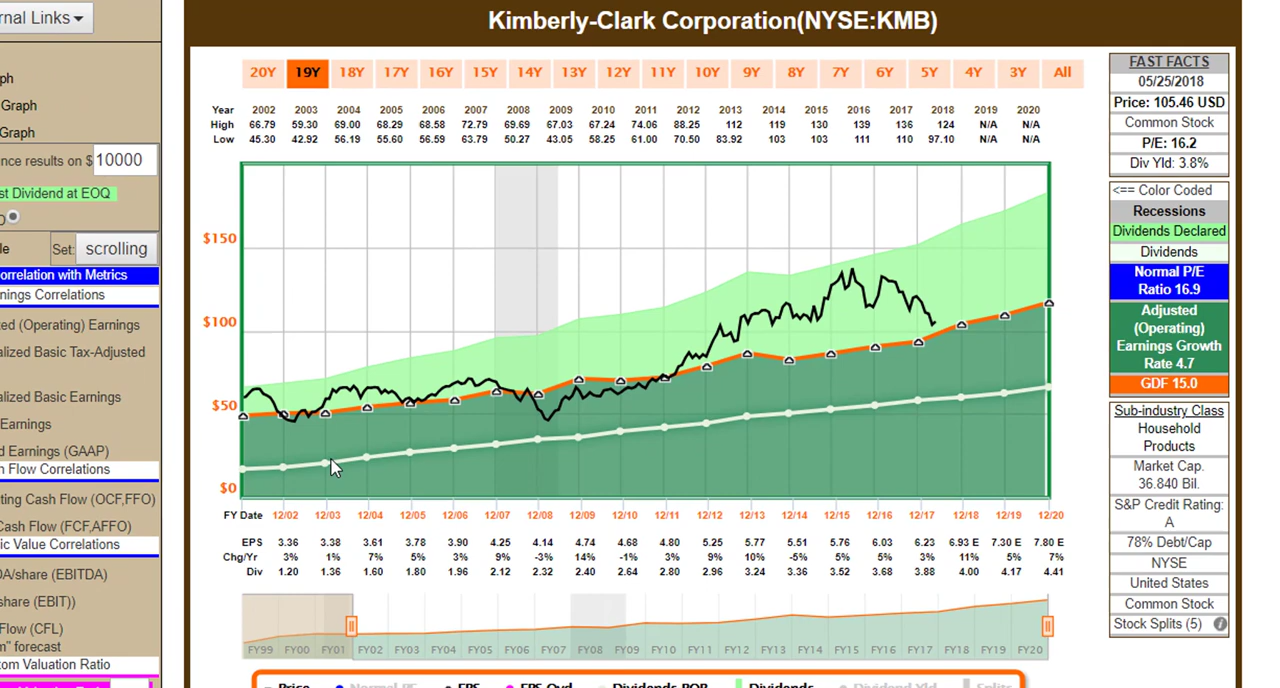 rnal Links
Kimberly-Clark Corporation(NYSE:KMB)
ph
Graph
Graph
nce results on $ 10000
st Dividend at EOQ
le Set: scrolling
orrelation with Metrics
nings Correlations
ted (Operating) Earnings
alized Basic Tax-Adjusted
alized Basic Earnings
Earnings
d Earnings (GAAP)
h Flow Correlations
ting Cash Flow (OCF,FFO)
Cash Flow (FCF,AFFO)
ic Value Correlations
DA/share (EBITDA)
share (EBIT))
Flow (CFL)
m" forecast
tom Valuation Ratio
20Y 19Y 18Y 17Y 16Y 15Y 14Y 13Y 12Y 11Y 10Y 9Y 8Y 7Y 6Y 5Y 4Y 3Y All
Year 2002 2003 2004 2005 2006 2007 2008 2009 2010 2011 2012 2013 2014 2015 2016 2017 2018 2019 2020
High 66.79 59.30 69.00 68.29 68.58 72.79 69.69 67.03 67.24 74.06 88.25 112 119 130 139 136 124 N/A N/A
Low 45.30 42.92 56.19 55.60 56.59 63.79 50.27 43.05 58.25 61.00 70.50 83.92 103 103 111 110 97.10 N/A N/A
$150
$100
$50
$0
FY Date 12/02 12/03 12/04 12/05 12/06 12/07 12/08 12/09 12/10 12/11 12/12 12/13 12/14 12/15 12/16 12/17 12/18 12/19 12/20
EPS 3.36 3.38 3.61 3.78 3.90 4.25 4.14 4.74 4.68 4.80 5.25 5.77 5.51 5.76 6.03 6.23 6.93 E 7.30 E 7.80 E
Chg/Yr 3% 1% 7% 5% 3% 9% -3% 14% -1% 3% 9% 10% -5% 5% 5% 3% 11% 5% 7%
Div 1.20 1.36 1.60 1.80 1.96 2.12 2.32 2.40 2.64 2.80 2.96 3.24 3.36 3.52 3.68 3.88 4.00 4.17 4.41
FY99 FY00 FY01 FY02 FY03 FY04 FY05 FY06 FY07 FY08 FY09 FY10 FY11 FY12 FY13 FY14 FY15 FY16 FY17 FY18 FY19 FY20
Price Normal PE EPS EPS Ovrd Dividends POR Dividends Dividend Yld Splits
FAST FACTS
05/25/2018
Price: 105.46 USD
Common Stock
P/E: 16.2
Div Yld: 3.8%
<== Color Coded
Recessions
Dividends Declared
Dividends
Normal P/E
Ratio 16.9
Adjusted
(Operating)
Earnings Growth
Rate 4.7
GDF 15.0
Sub-industry Class
Household
Products
Market Cap.
36.840 Bil.
S&P Credit Rating:
A
78% Debt/Cap
NYSE
United States
Common Stock
Stock Splits (5)